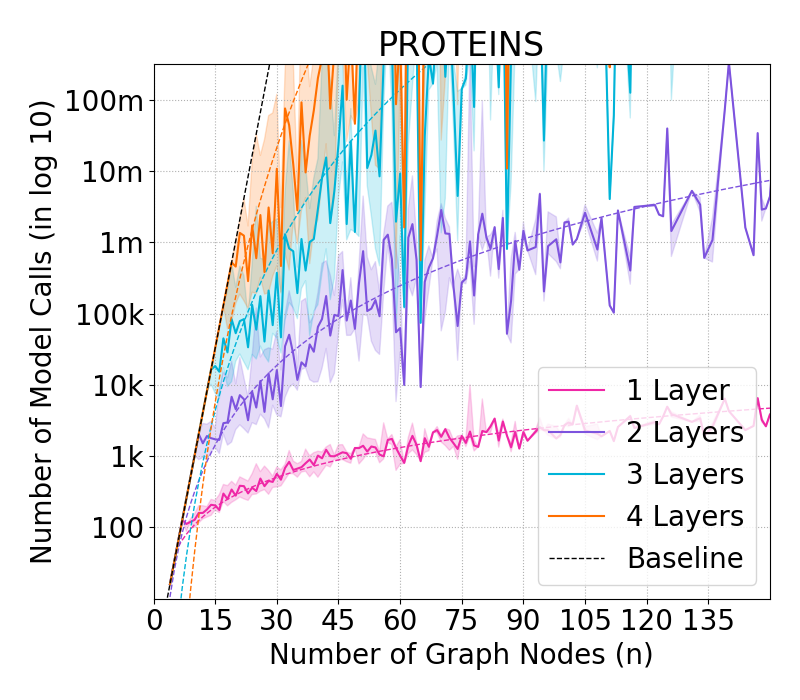 PROTEINS
Number of Model Calls (in log 10)
100m
10m
1m
100k
10k
1k
100
1 Layer
2 Layers
3 Layers
4 Layers
Baseline
0 15 30 45 60 75 90 105 120 135
Number of Graph Nodes (n)